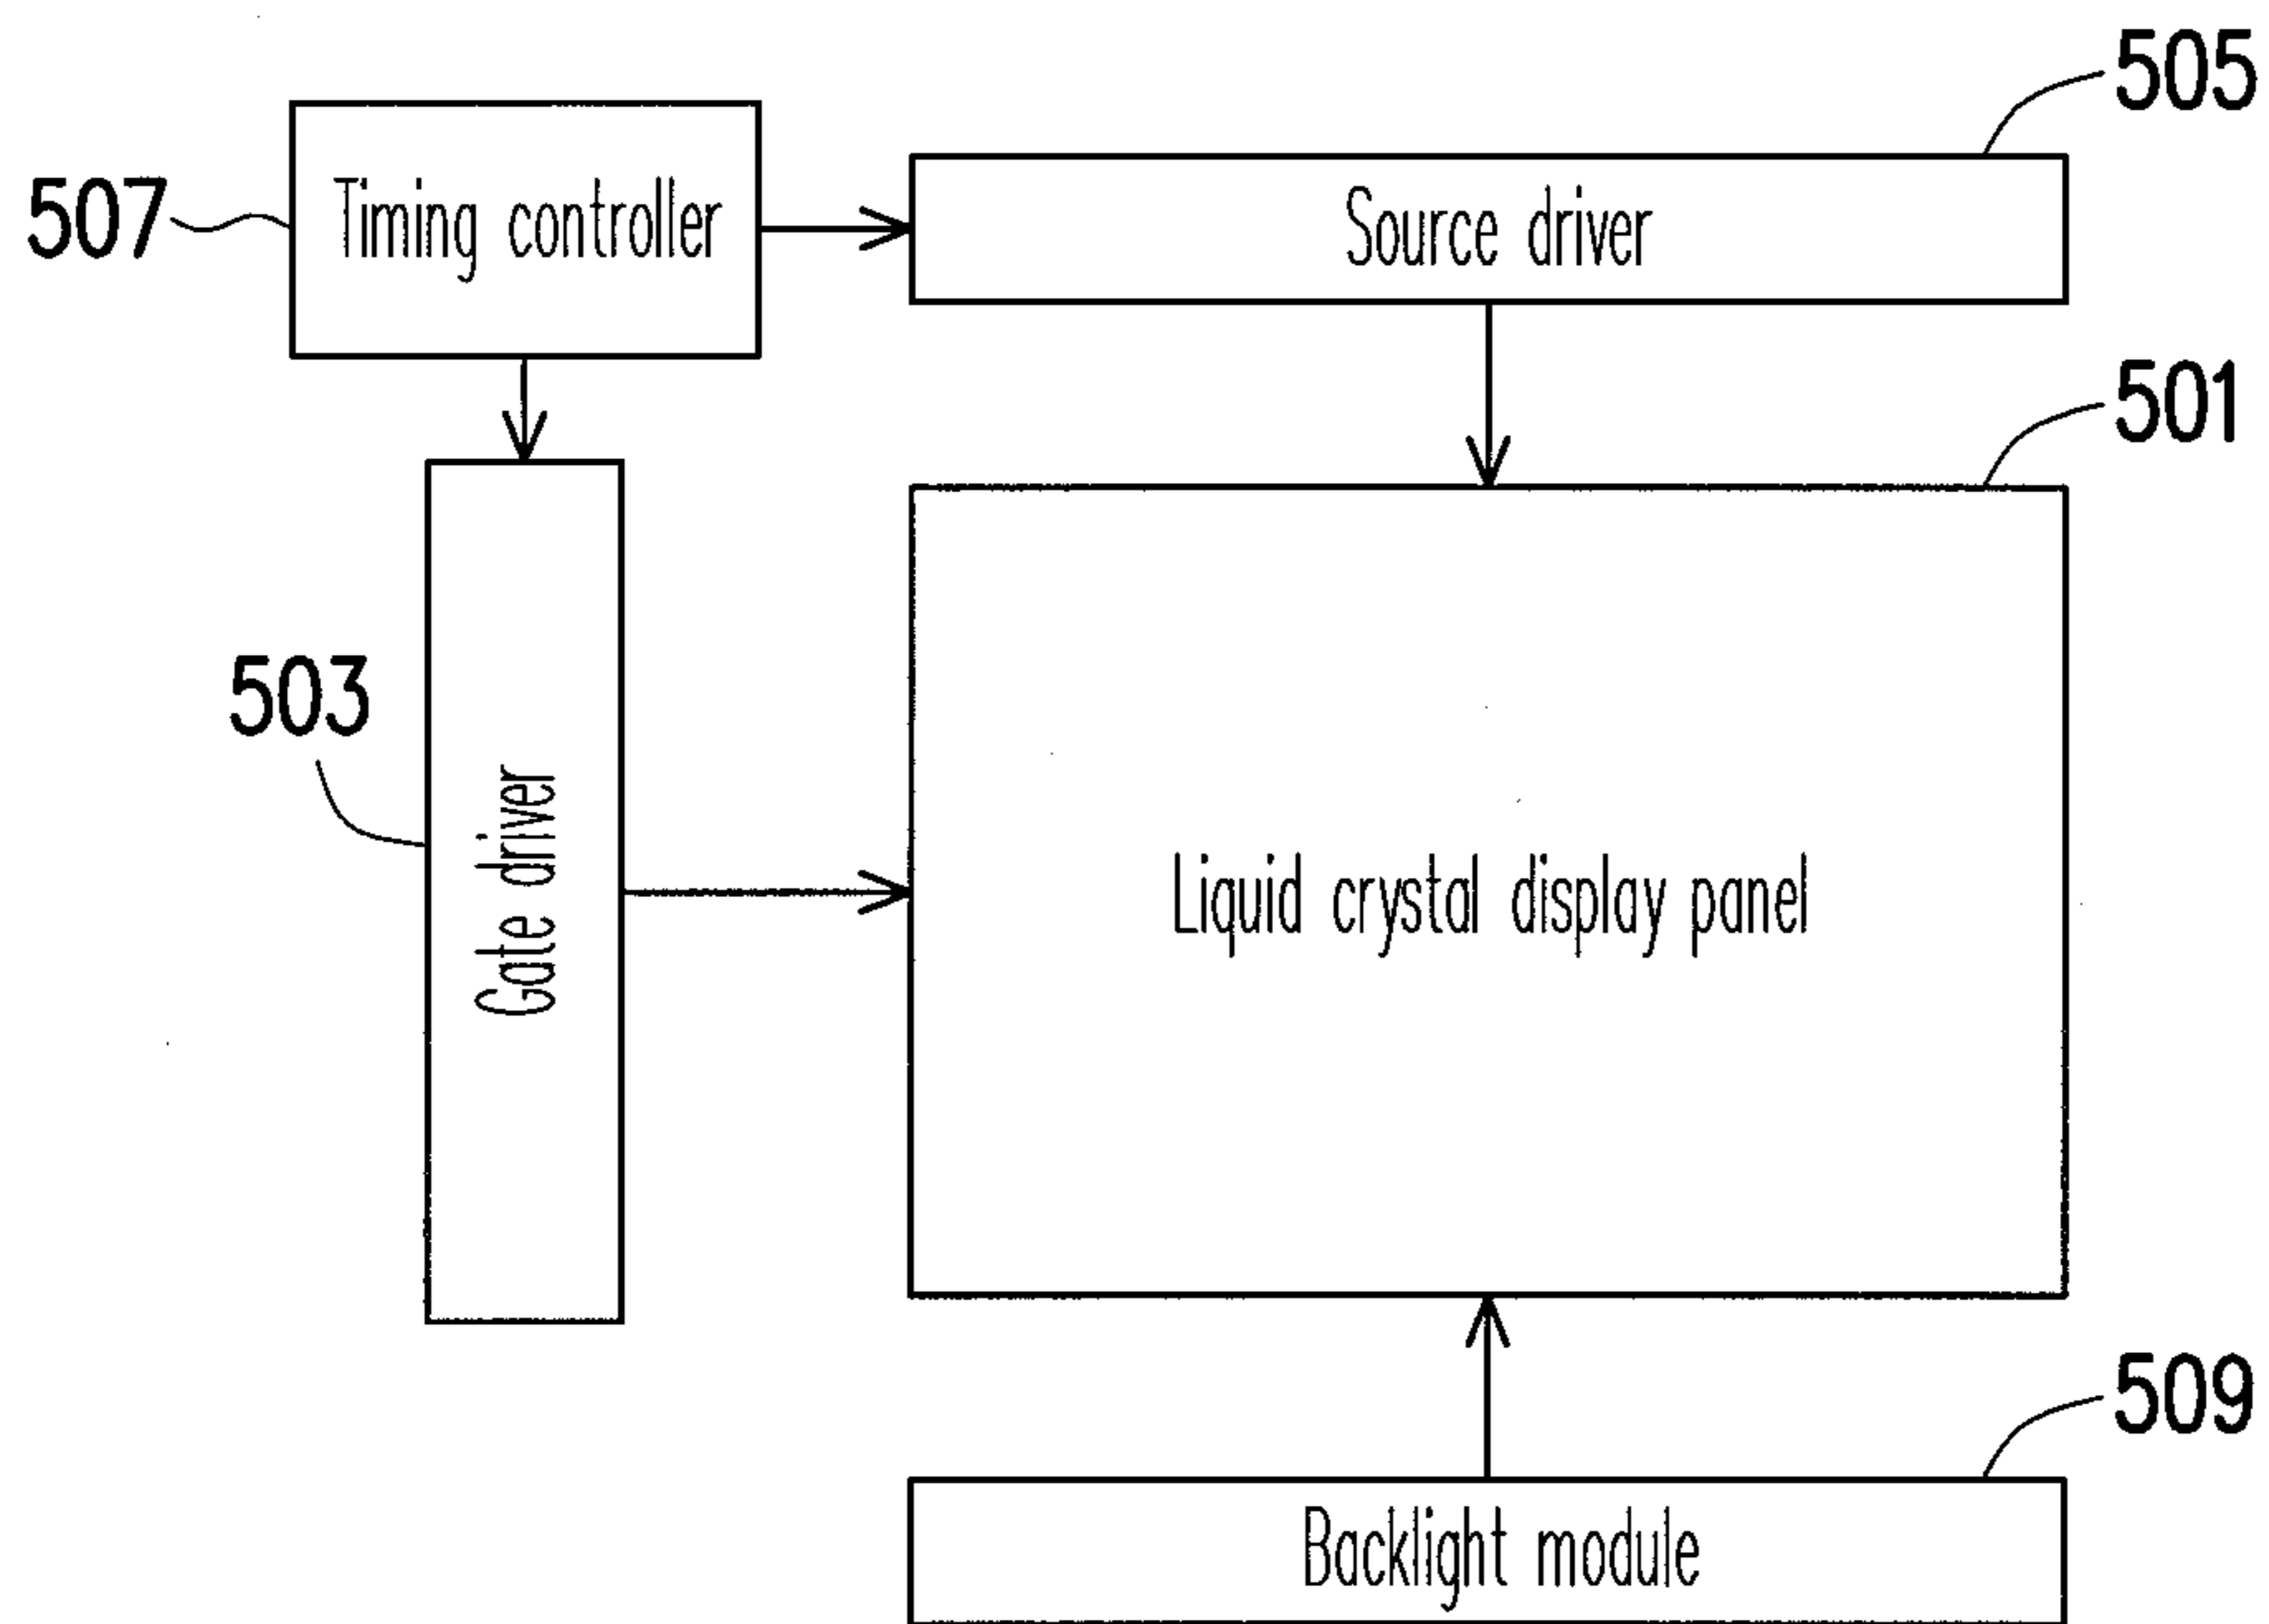 505
507
Timing controller
Source driver
501
503
Gate driver
Liquid crystal display panel
509
Backlight module